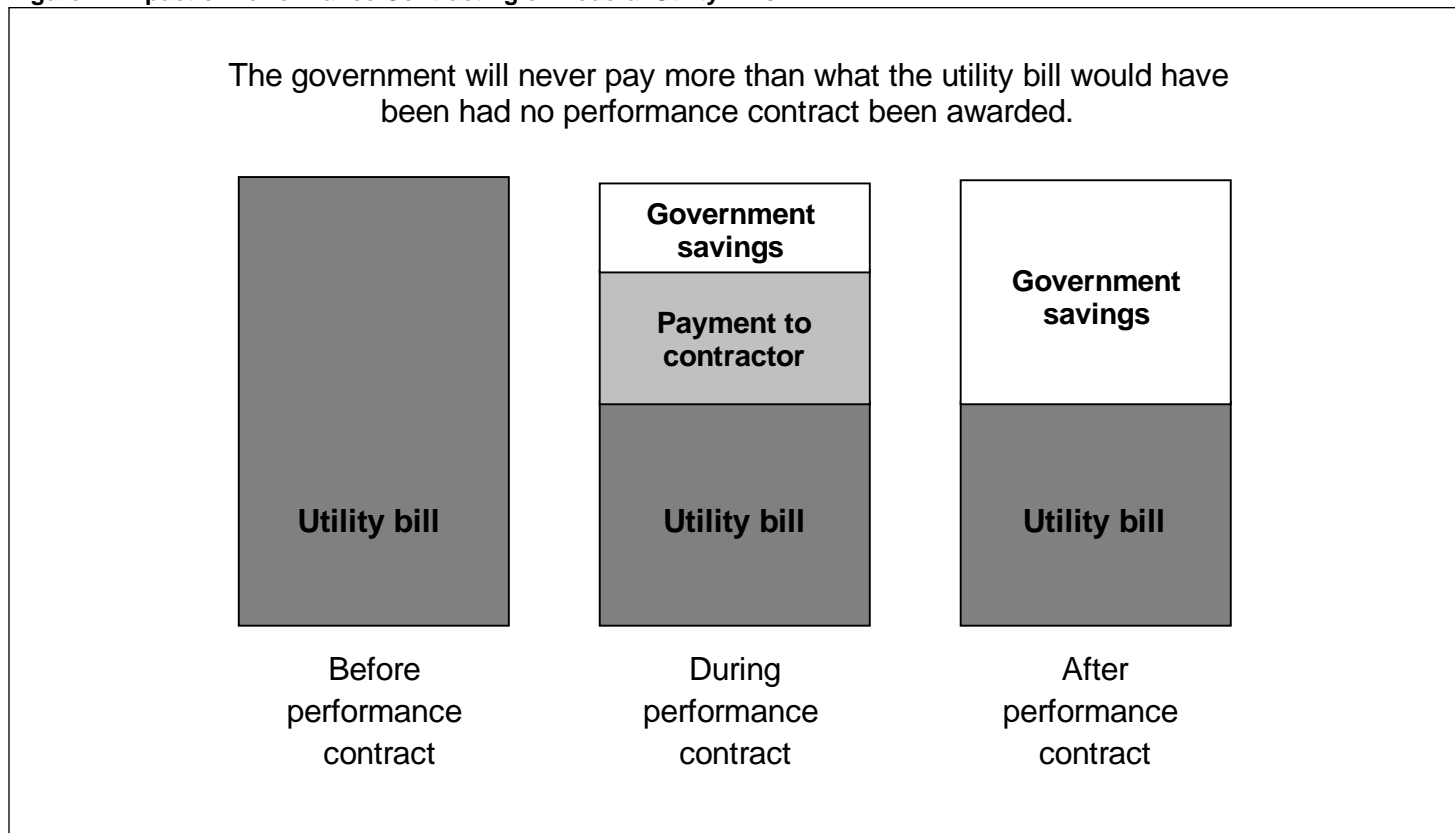 The government will never pay more than what the utility bill would have
been had no performance contract been awarded.
Government
savings
Payment to
contractor
Government
savings
Utility bill
Utility bill
Utility bill
Before
performance
contract
During
performance
contract
After
performance
contract